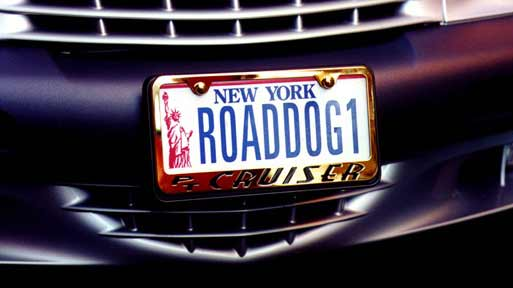 NEW YORK
ROADDOG1
PT CRUISER